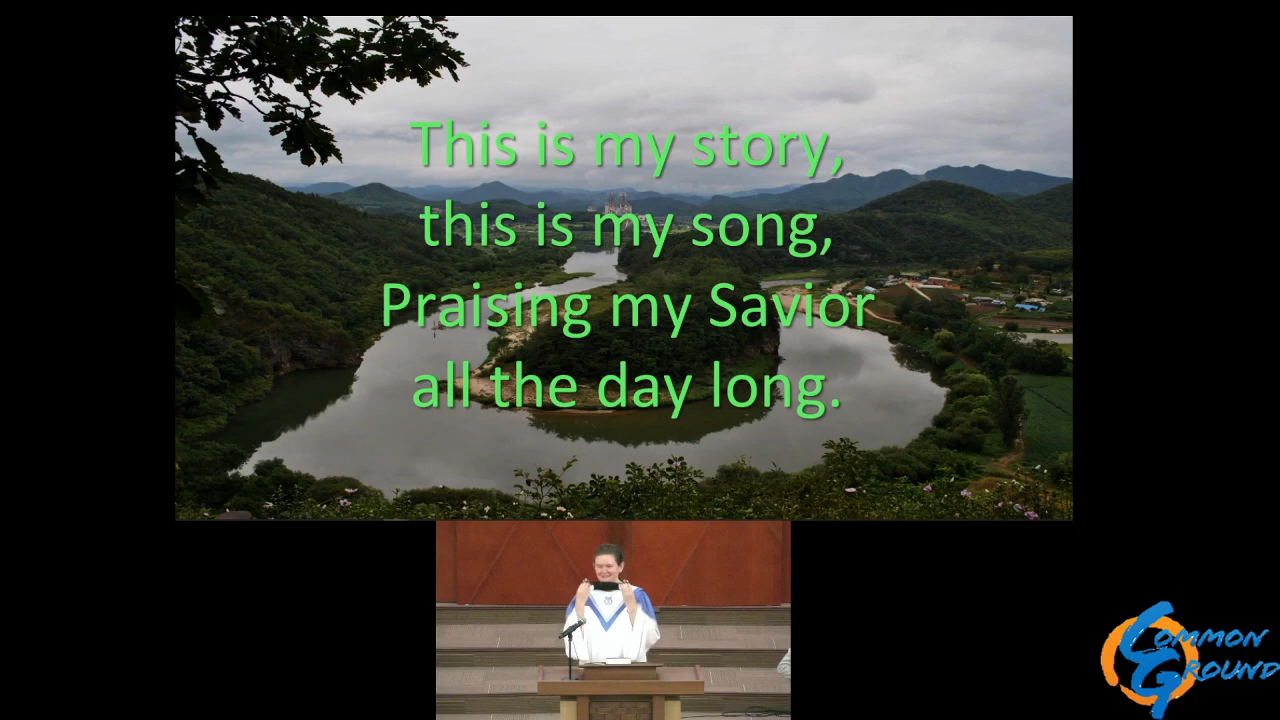 This is my story,
this is my song,
Praising my Savior
all the day long.
COMMON
GROUND